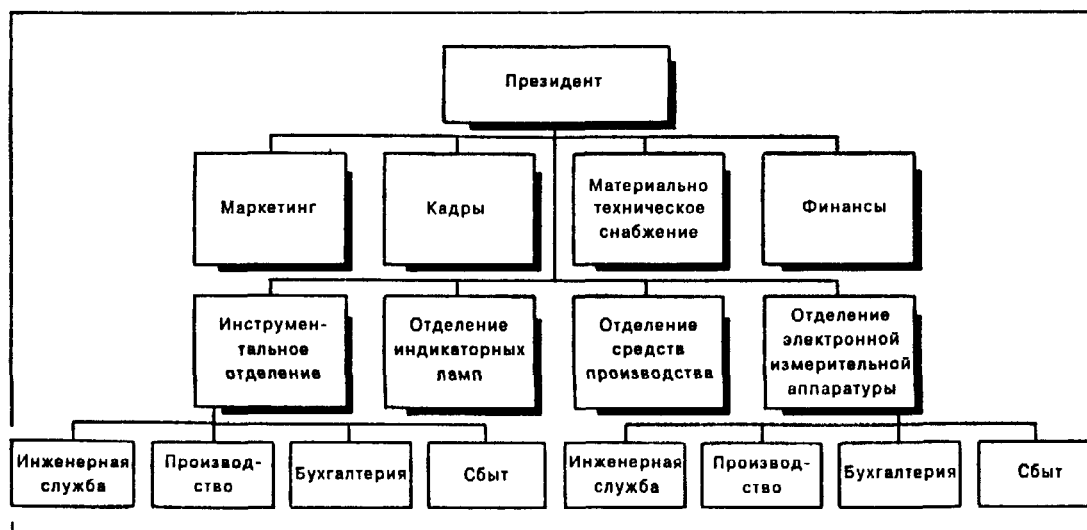 Президент
Маркетинг
Кадры
Материально
техническое
снабжение
Финансы
Инструмен-
тальное
отделение
Отделение
индикаторных
ламп
Отделение
средств
производства
Отделение
электронной
измерительной
аппаратуры
Инженерная
служба
Производ-
ство
Бухгалтерия
Сбыт
Инженерная
служба
Производ-
ство
Бухгалтерия
Сбыт